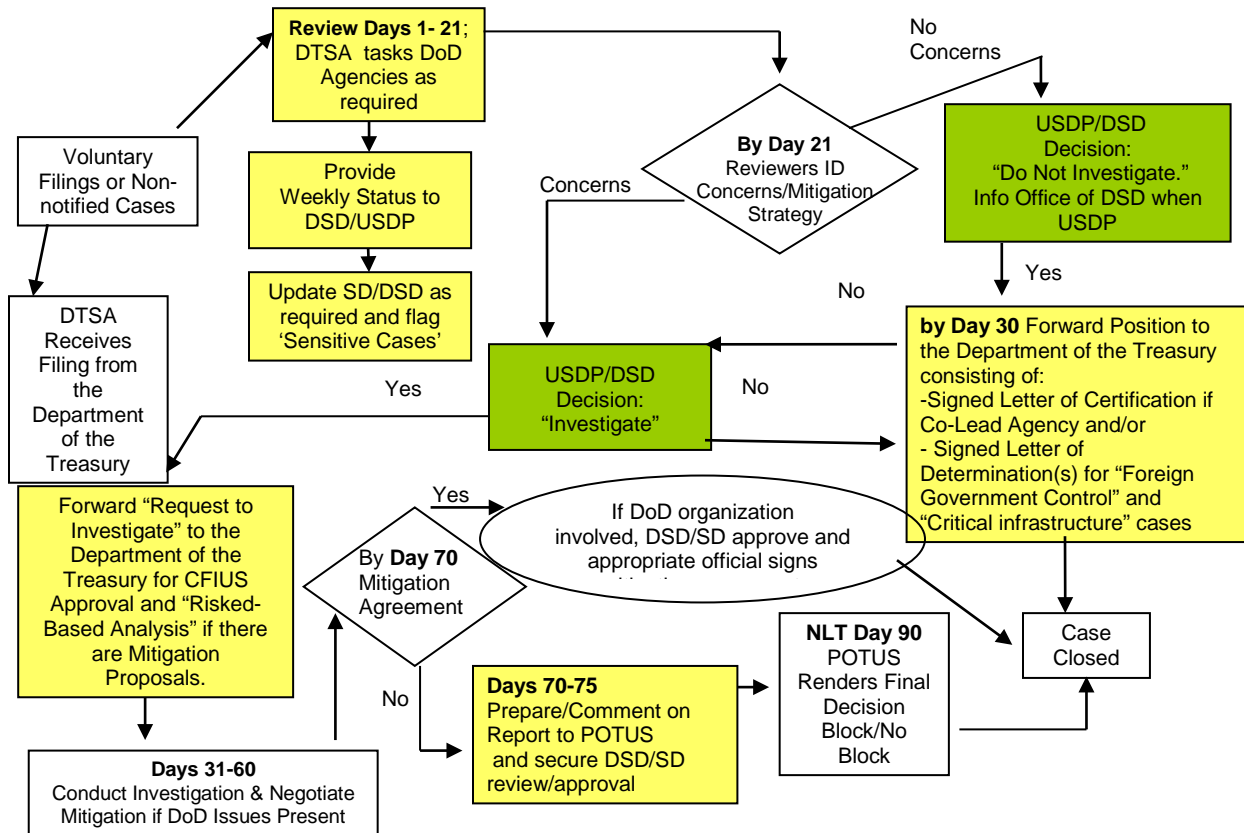 Review Days 1- 21;
DTSA tasks DoD
Agencies as
required
No
Concerns
Voluntary
Filings or Non-
notified Cases
Provide
Weekly Status to
DSD/USDP
By Day 21
Reviewers ID
Concerns/Mitigation
Strategy
Concerns
USDP/DSD
Decision:
“Do Not Investigate.”
Info Office of DSD when
USDP
Update SD/DSD as
required and flag
‘Sensitive Cases’
No
Yes
DTSA
Receives
Filing from
the
Department
of the
Treasury
Yes
USDP/DSD
Decision:
“Investigate”
No
by Day 30 Forward Position to
the Department of the Treasury
consisting of:
-Signed Letter of Certification if
Co-Lead Agency and/or
- Signed Letter of
Determination(s) for “Foreign
Government Control” and
“Critical infrastructure” cases
Forward “Request to
Investigate” to the
Department of the
Treasury for CFIUS
Approval and “Risked-
Based Analysis” if there
are Mitigation
Proposals.
Yes
By Day 70
Mitigation
Agreement
If DoD organization
involved, DSD/SD approve and
appropriate official signs
No
Days 70-75
Prepare/Comment on
Report to POTUS
and secure DSD/SD
review/approval
NLT Day 90
POTUS
Renders Final
Decision
Block/No
Block
Case
Closed
Days 31-60
Conduct Investigation & Negotiate
Mitigation if DoD Issues Present